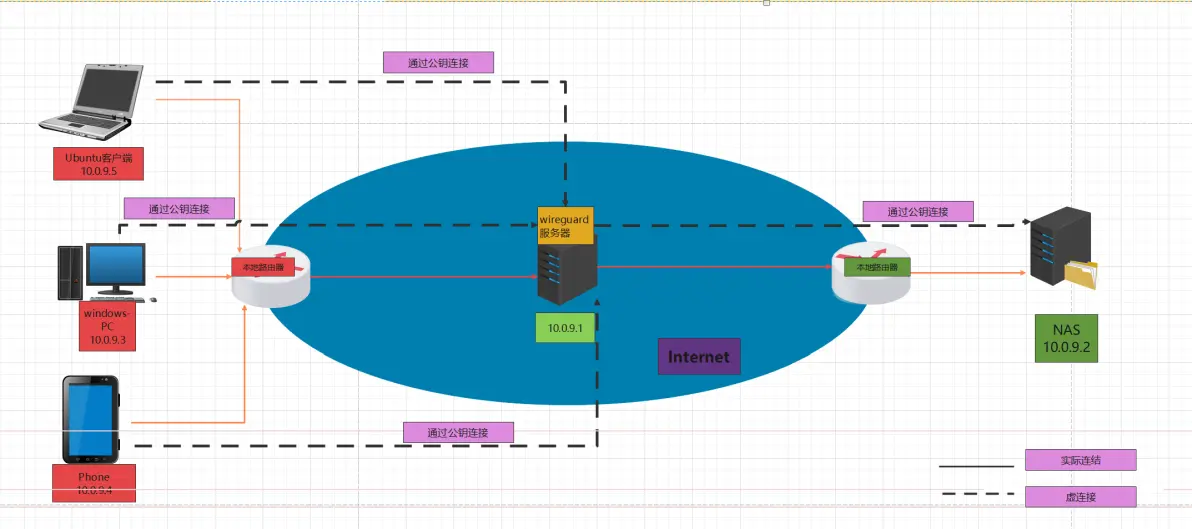 通过公钥连接
Ubuntu客户端
10.0.9.5
通过公钥连接
wireguard
服务器
通过公钥连接
本地路由器
本地路由器
windows-
PC
10.0.9.3
10.0.9.1
NAS
10.0.9.2
Internet
通过公钥连接
Phone
10.0.9.4
实际连结
虚连接